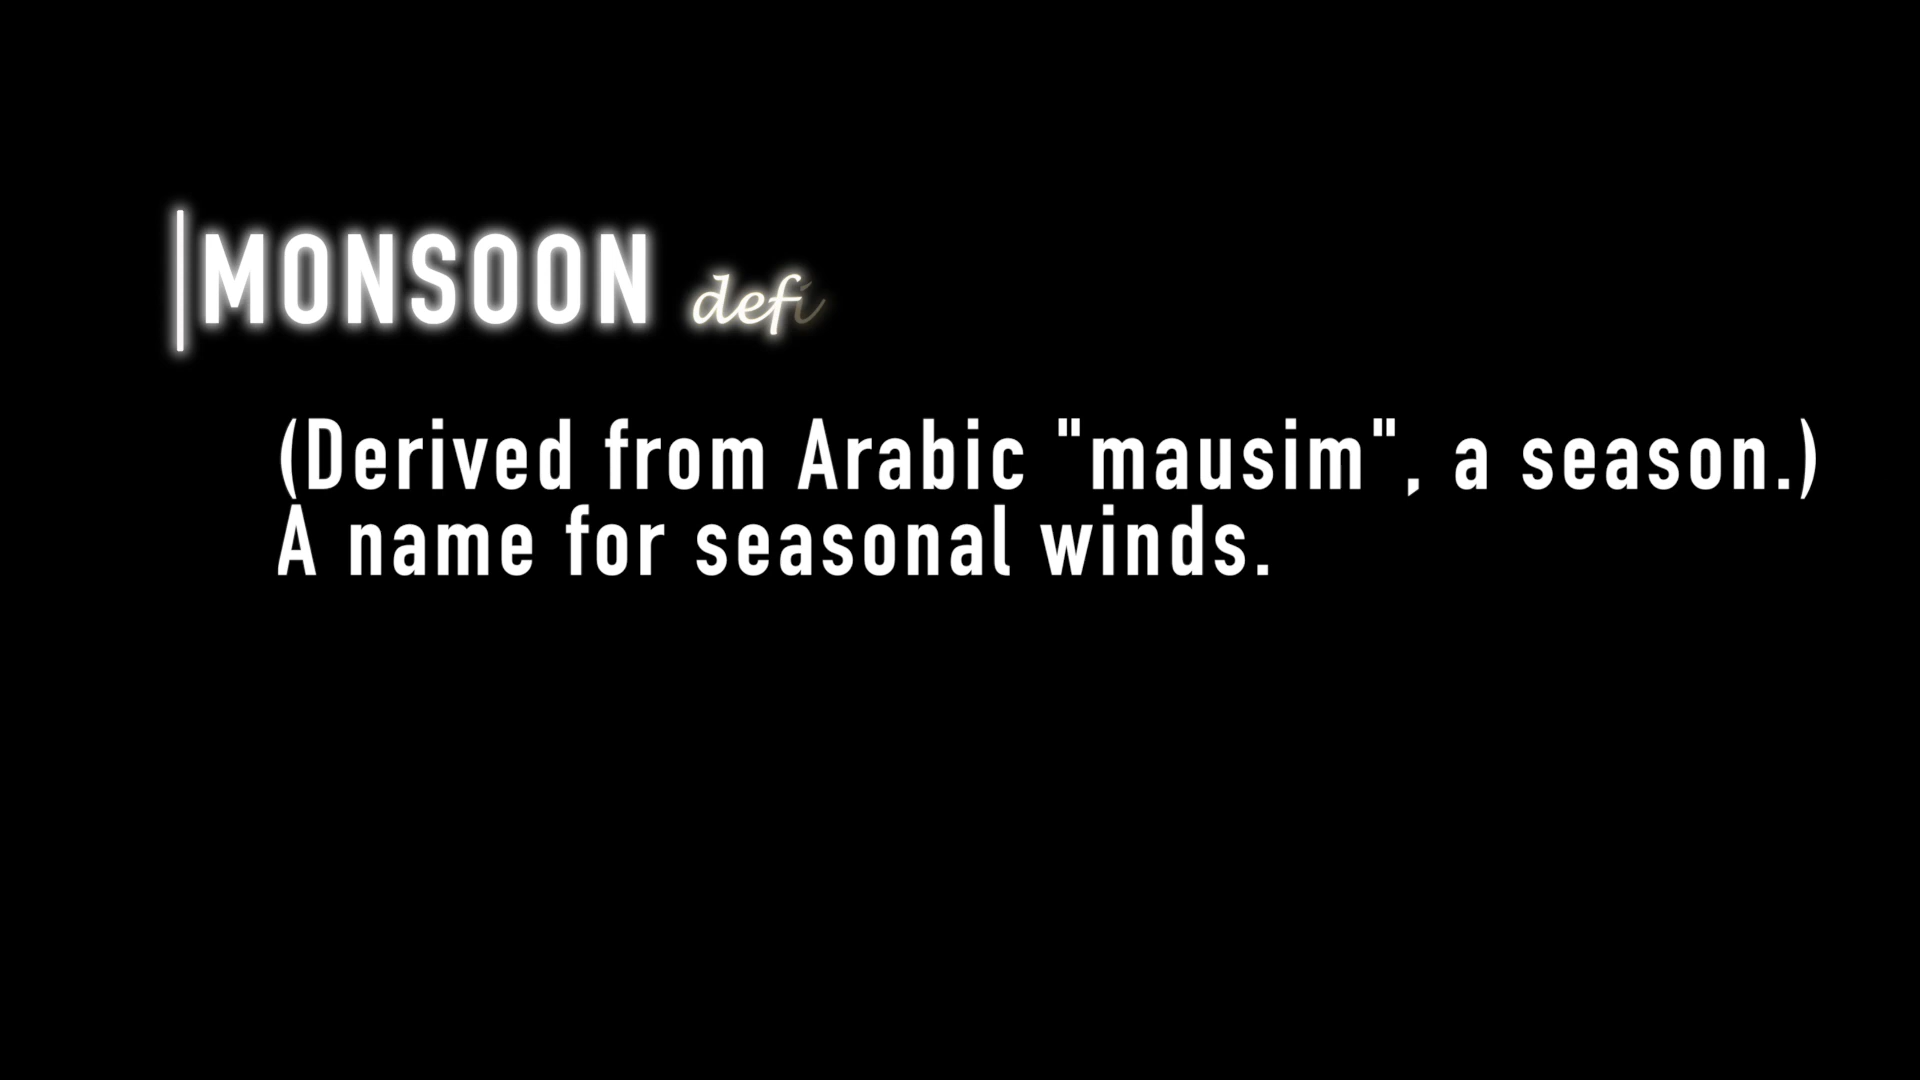 MONSOON defi
(Derived from Arabic "mausim", a season.)
A name for seasonal winds.